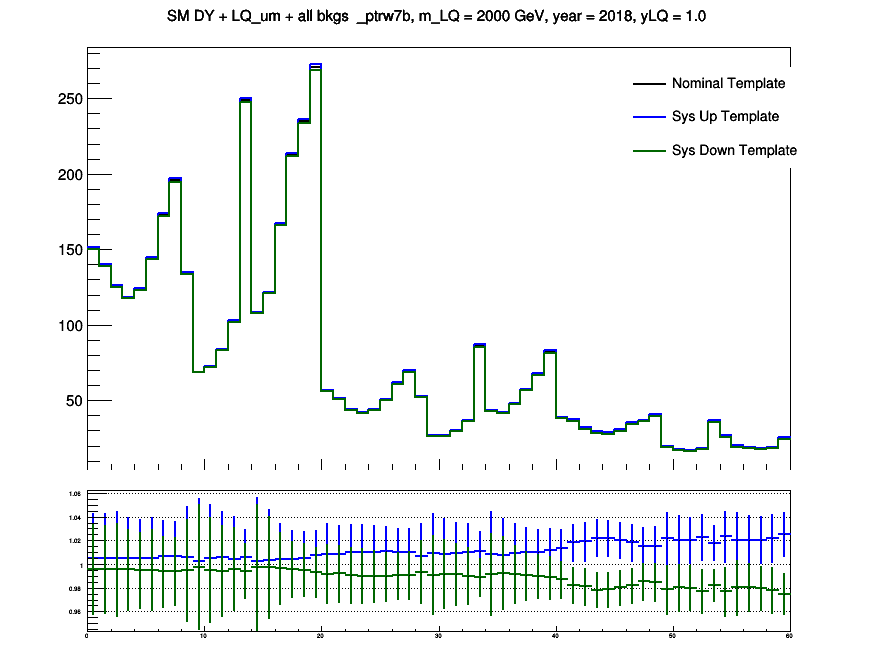 SM DY + LQ_um + all bkgs _ptrw7b, m_LQ = 2000 GeV, year = 2018, yLQ = 1.0
Nominal Template
Sys Up Template
Sys Down Template
250
200
150
100
50
1.06
1.04
1.02
1
0.98
0.96
0 10 20 30 40 50 60